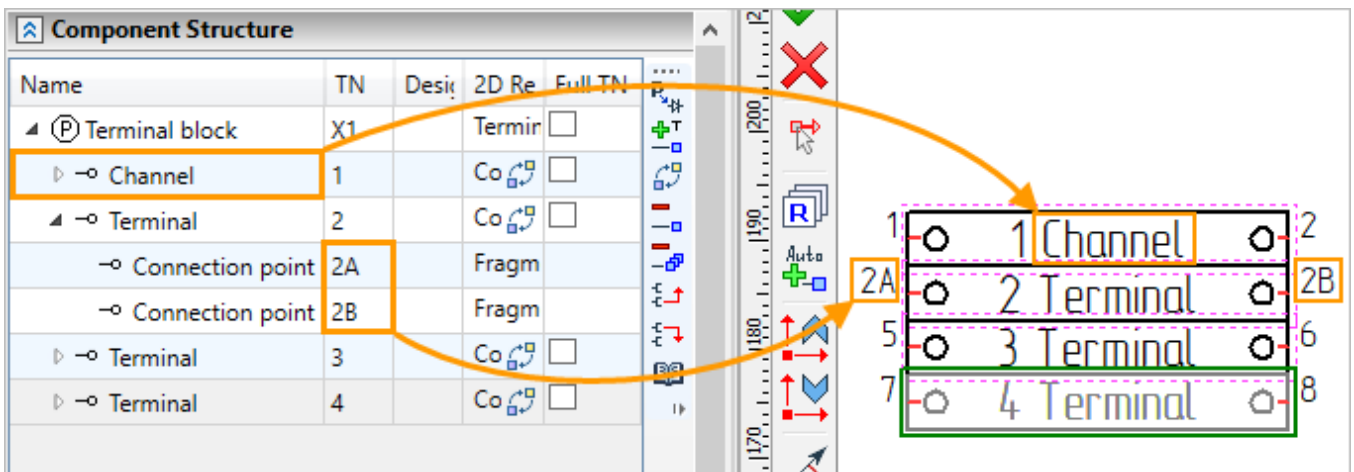 Component Structure
Name TN Desig 2D Re Full TN
P Terminal block X1 Termin
Channel 1 Co
Terminal 2 Co
Connection point 2A Fragm
Connection point 2B Fragm
Terminal 3 Co
Terminal 4 Co
R
T
R
Auto
200
190
180
170
1 1 Channel 2
2A 2 Terminal 2B
5 3 Terminal 6
7 4 Terminal 8